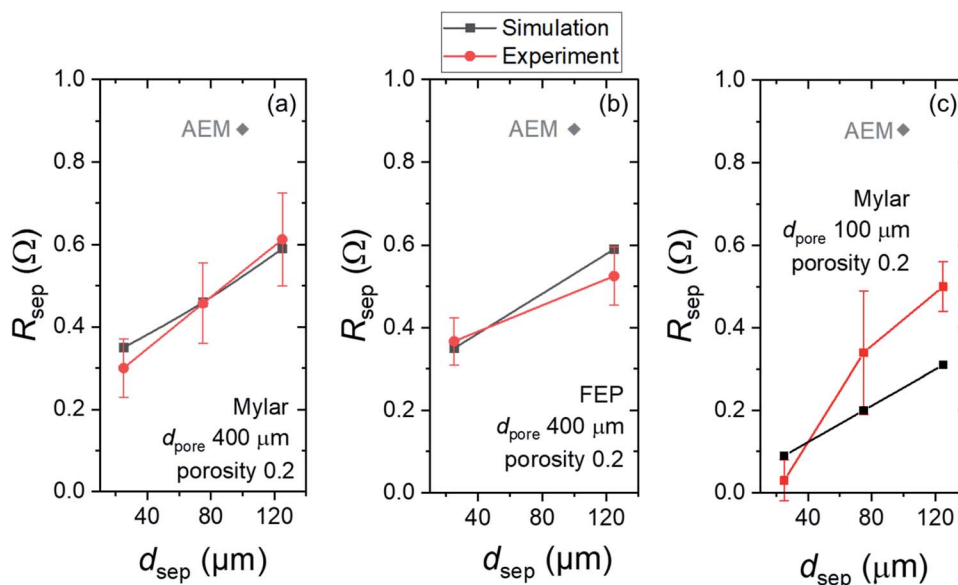 Simulation
Experiment
(a)
AEM
Mylar
d_pore 400 μm
porosity 0.2
R_sep (Ω)
1.0
0.8
0.6
0.4
0.2
0.0
40
80
120
d_sep (μm)
(b)
AEM
FEP
d_pore 400 μm
porosity 0.2
R_sep (Ω)
1.0
0.8
0.6
0.4
0.2
0.0
40
80
120
d_sep (μm)
(c)
AEM
Mylar
d_pore 100 μm
porosity 0.2
R_sep (Ω)
1.0
0.8
0.6
0.4
0.2
0.0
40
80
120
d_sep (μm)